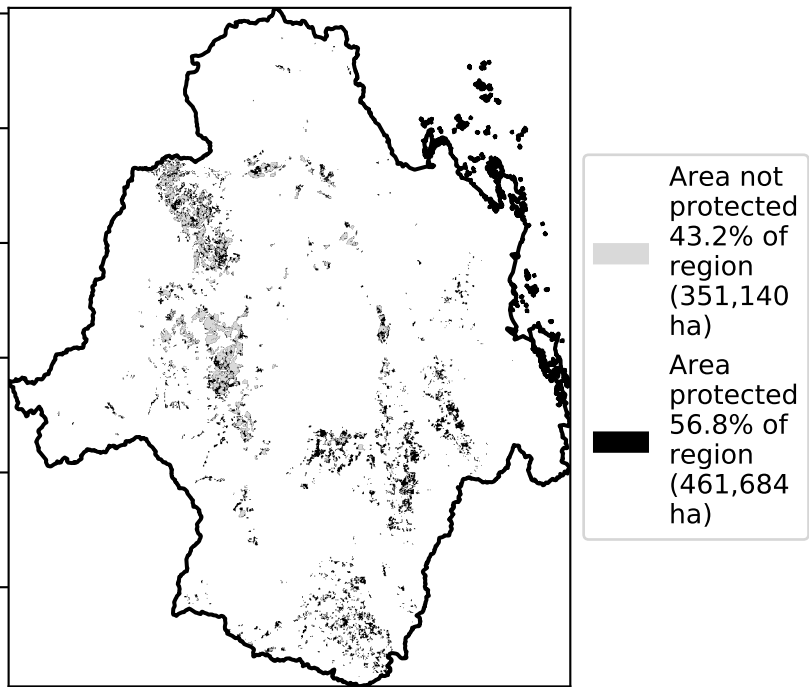 Area not
protected
43.2% of
region
(351,140
ha)
Area
protected
56.8% of
region
(461,684
ha)